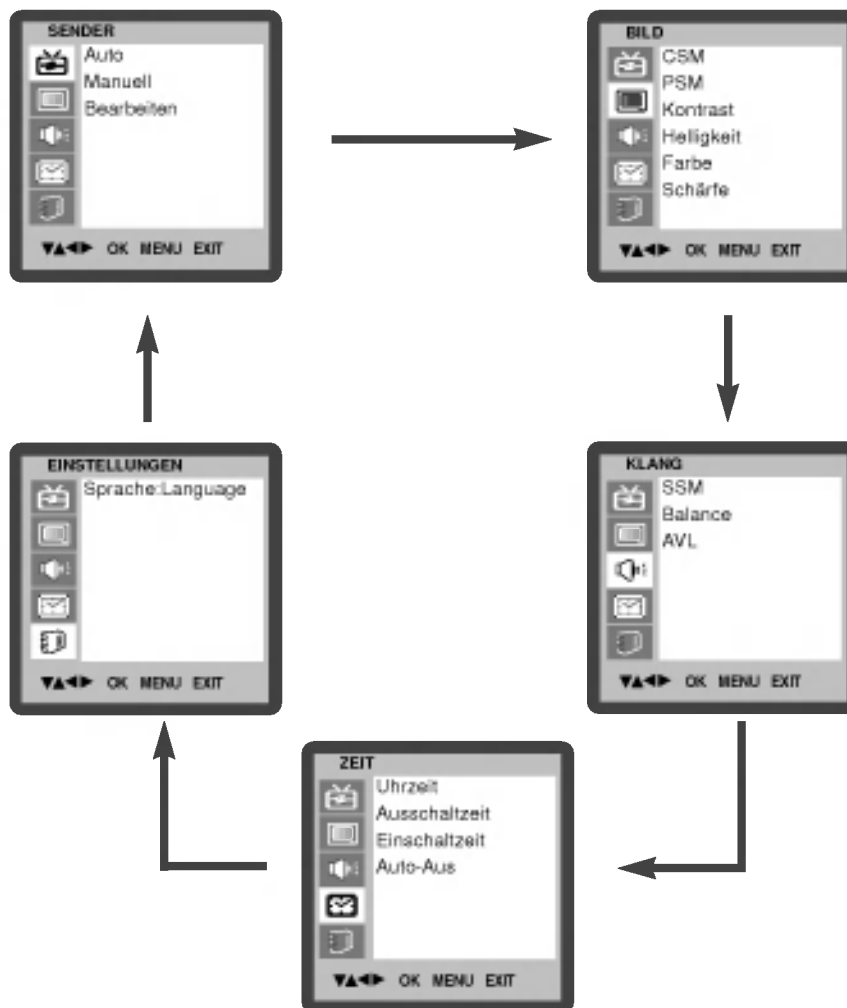 SENDER
Auto
Manuell
Bearbeiten
▼▲◀▶ OK MENU EXIT
BILD
CSM
PSM
Kontrast
Helligkeit
Farbe
Schärfe
▼▲◀▶ OK MENU EXIT
KLANG
SSM
Balance
AVL
▼▲◀▶ OK MENU EXIT
ZEIT
Uhrzeit
Ausschaltzeit
Einschaltzeit
Auto-Aus
▼▲◀▶ OK MENU EXIT
EINSTELLUNGEN
Sprache:Language
▼▲◀▶ OK MENU EXIT